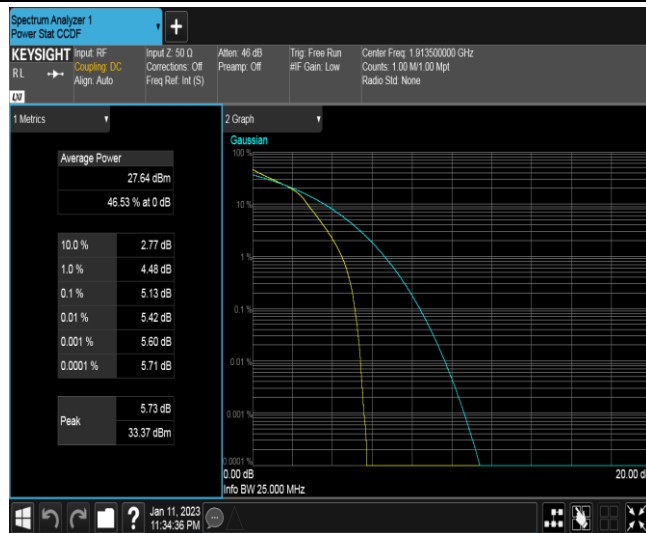 Spectrum Analyzer 1
Power Stat CCDF
+
KEYSIGHT
RL
Input: RF
Coupling: DC
Align: Auto
Input Z: 50 Ω
Corrections: Off
Freq Ref: Int (S)
Atten: 46 dB
Preamp: Off
Trig: Free Run
#IF Gain: Low
Center Freq: 1.913500000 GHz
Counts: 1.00 M/1.00 Mpt
Radio Std: None
1 Metrics
Average Power
27.64 dBm
46.53 % at 0 dB
10.0 % 2.77 dB
1.0 % 4.48 dB
0.1 % 5.13 dB
0.01 % 5.42 dB
0.001 % 5.60 dB
0.0001 % 5.71 dB
Peak
5.73 dB
33.37 dBm
2 Graph
Gaussian
100 %
10 %
1 %
0.1 %
0.01 %
0.001 %
0.0001 %
0.00 dB
20.00 d
Info BW 25.000 MHz
?
Jan 11, 2023
11:34:36 PM